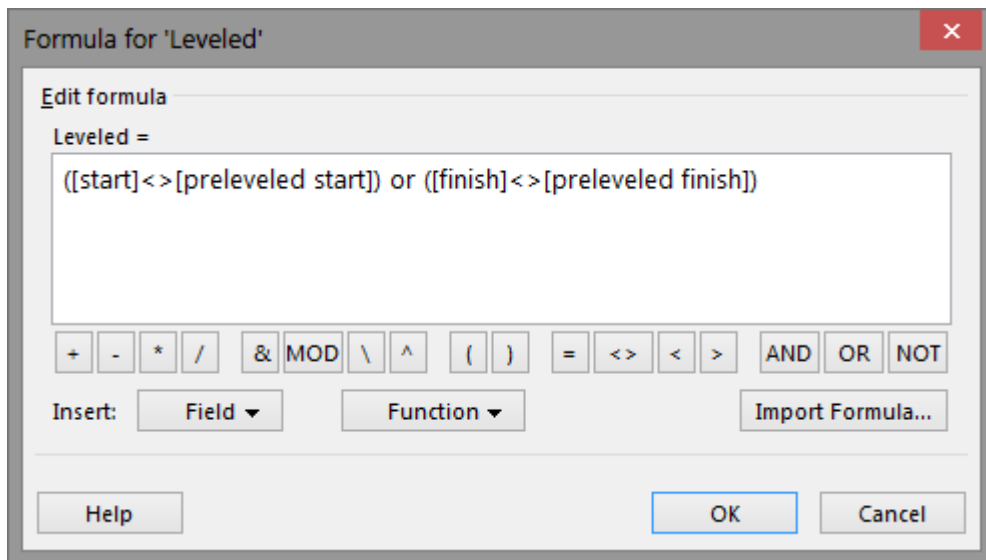 Formula for 'Leveled'
Edit formula
Leveled =
([start]<>[preleveled start]) or ([finish]<>[preleveled finish])
+ - * / & MOD \ ^ ( ) = <> < > AND OR NOT
Insert: Field Function Import Formula...
Help OK Cancel